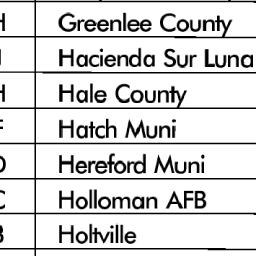 H Greenlee County
Hacienda Sur Luna
H Hale County
F Hatch Muni
D Hereford Muni
C Holloman AFB
B Holtville